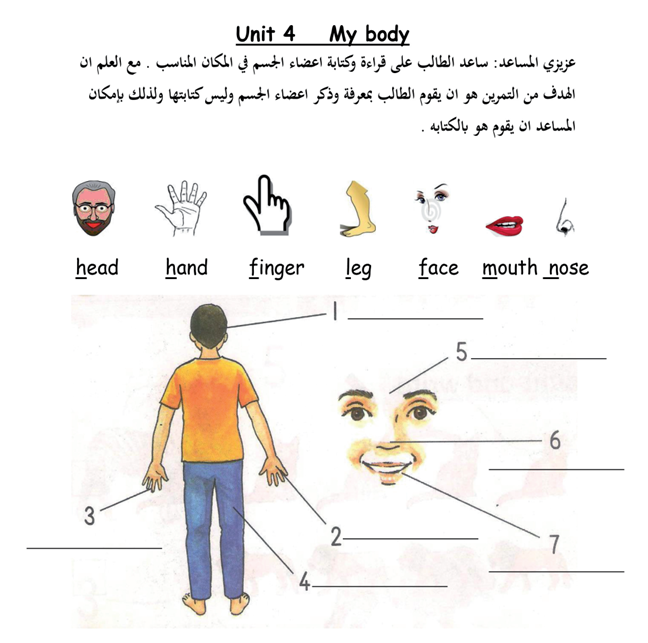 Unit 4 My body
عزيزي المساعد: ساعد الطالب على قراءة وكتابة اعضاء الجسم في المكان المناسب . مع العلم ان
الهدف من التمرين هو ان يقوم الطالب بمعرفة وذكر اعضاء الجسم وليس كتابتها ولذلك بإمكان
المساعد ان يقوم هو بالكتابه .
head hand finger leg face mouth nose
1
5
6
3
2
7
4